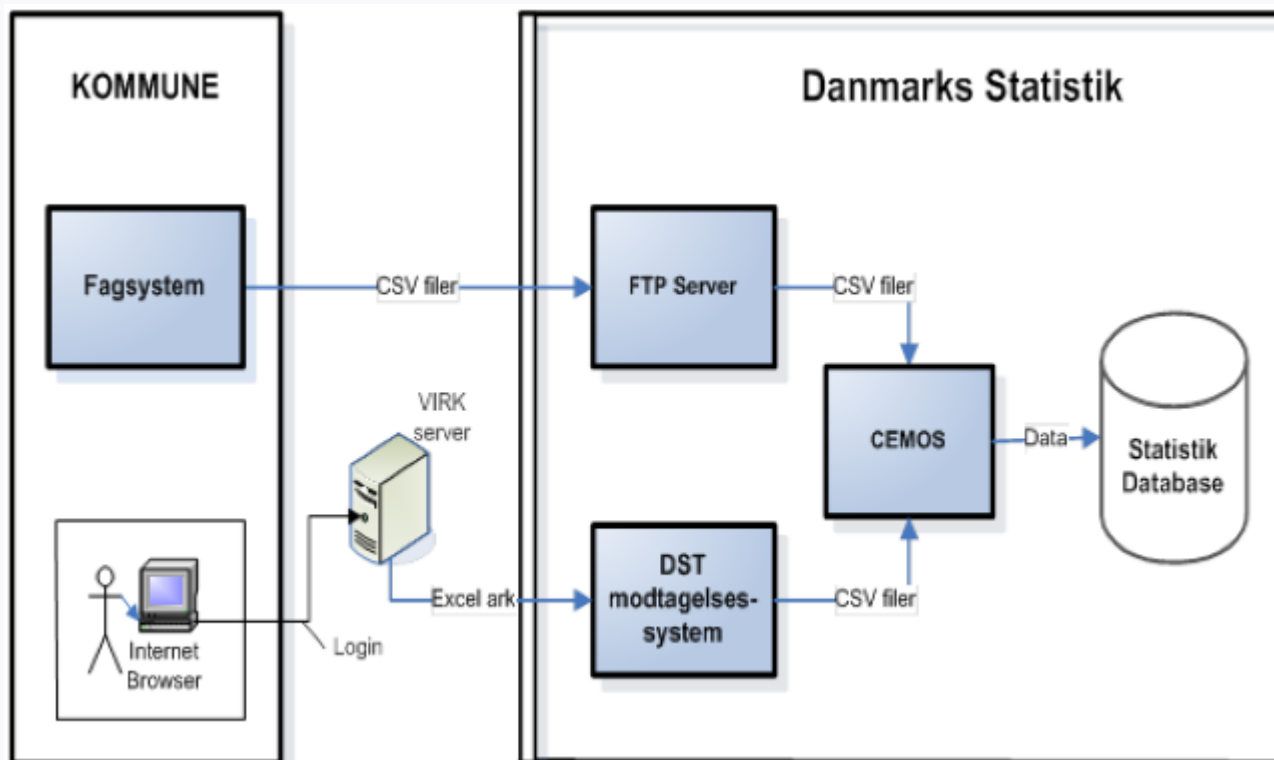 KOMMUNE
Danmarks Statistik
Fagsystem
CSV filer
FTP Server
CSV filer
VIRK
server
CEMOS
Data
Statistik
Database
Internet
Browser
Login
Excel ark
DST
modtagelses-
system
CSV filer